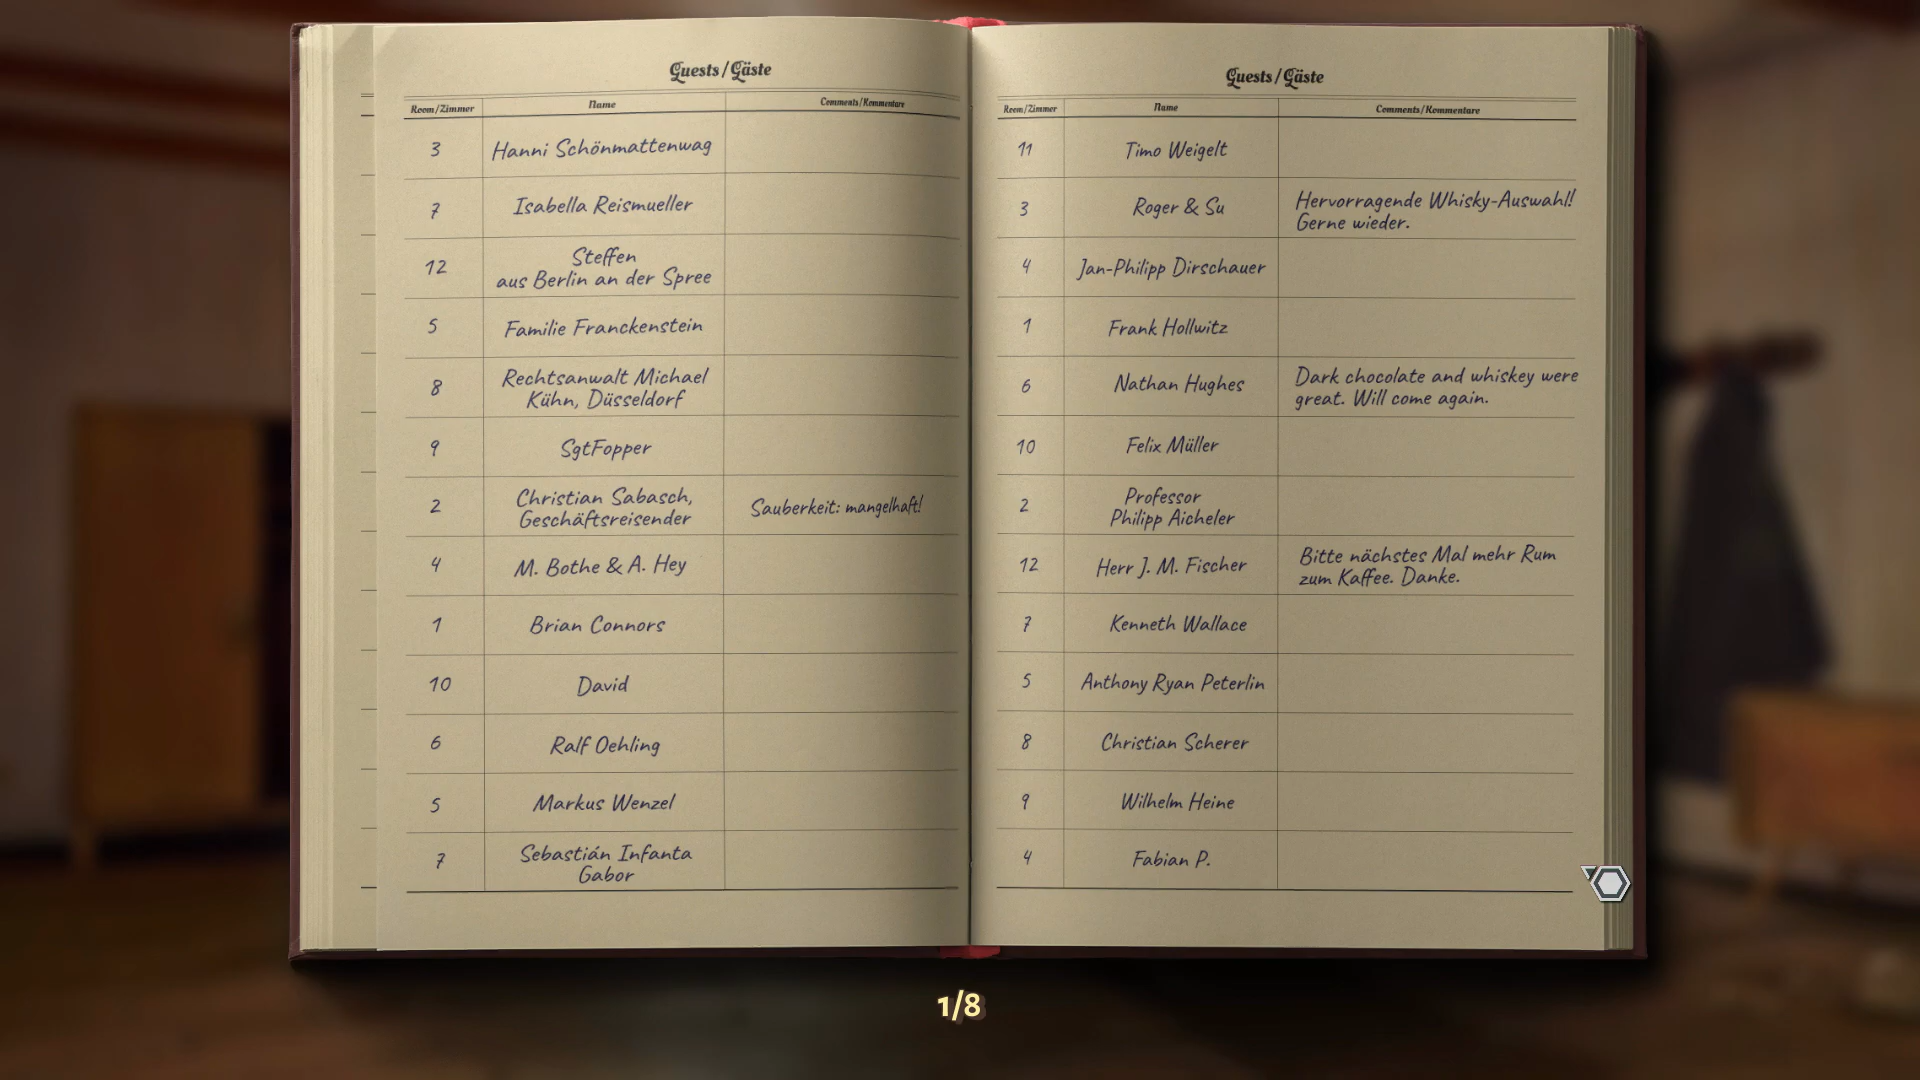 Guests/Gäste
Room/Zimmer Name Comments/Kommentare
3 Hanni Schönmattenwag
7 Isabella Reismueller
12 Steffen
aus Berlin an der Spree
5 Familie Franckenstein
8 Rechtsanwalt Michael
Kühn, Düsseldorf
9 SgtFopper
2 Christian Sabasch,
Geschäftsreisender
Sauberkeit: mangelhaft!
4 M. Bothe & A. Hey
1 Brian Connors
10 David
6 Ralf Oehling
5 Markus Wenzel
7 Sebastián Infanta
Gabor
Guests/Gäste
Room/Zimmer Name Comments/Kommentare
11 Timo Weigelt
3 Roger & Su
Hervorragende Whisky-Auswahl!
Gerne wieder.
4 Jan-Philipp Dirschauer
1 Frank Hollwitz
6 Nathan Hughes
Dark chocolate and whiskey were
great. Will come again.
10 Felix Müller
2 Professor
Philipp Aicheler
12 Herr J. M. Fischer
Bitte nächstes Mal mehr Rum
zum Kaffee. Danke.
7 Kenneth Wallace
5 Anthony Ryan Peterlin
8 Christian Scherer
9 Wilhelm Heine
4 Fabian P.
1/8